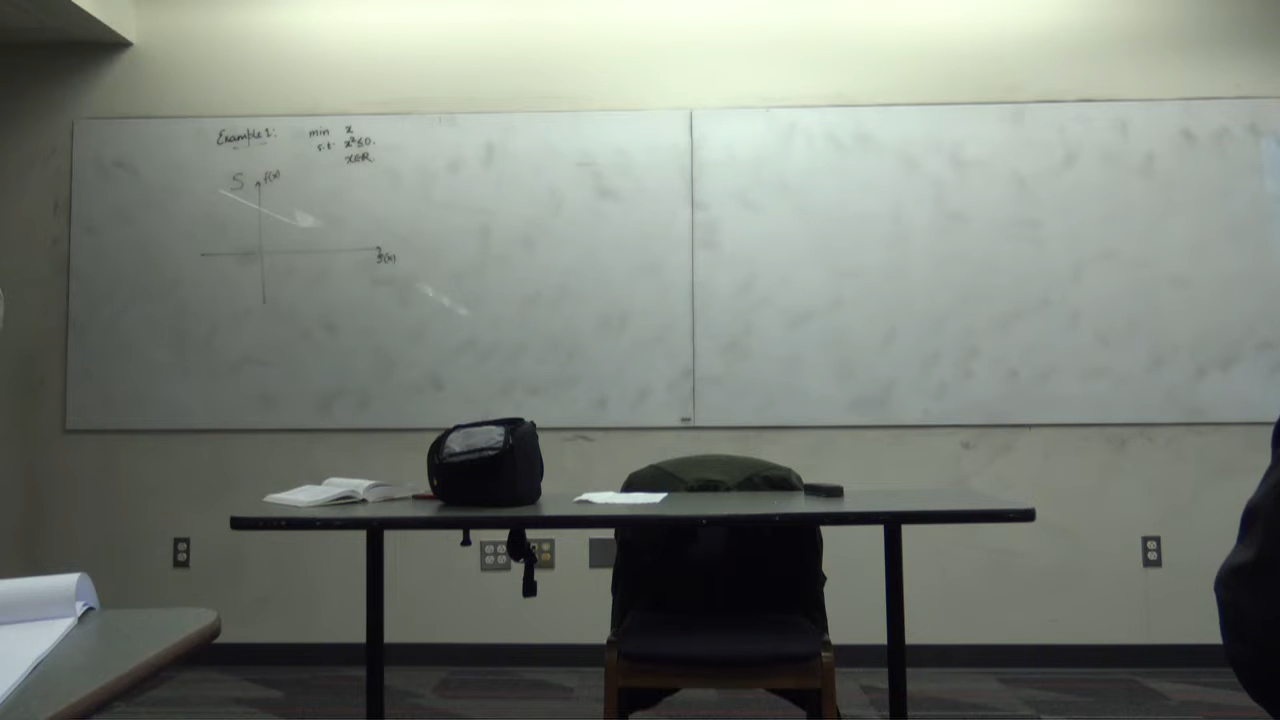 Example 1: min x
s.t. x² ≤ 0.
x∈R
S f(x)
g(x)